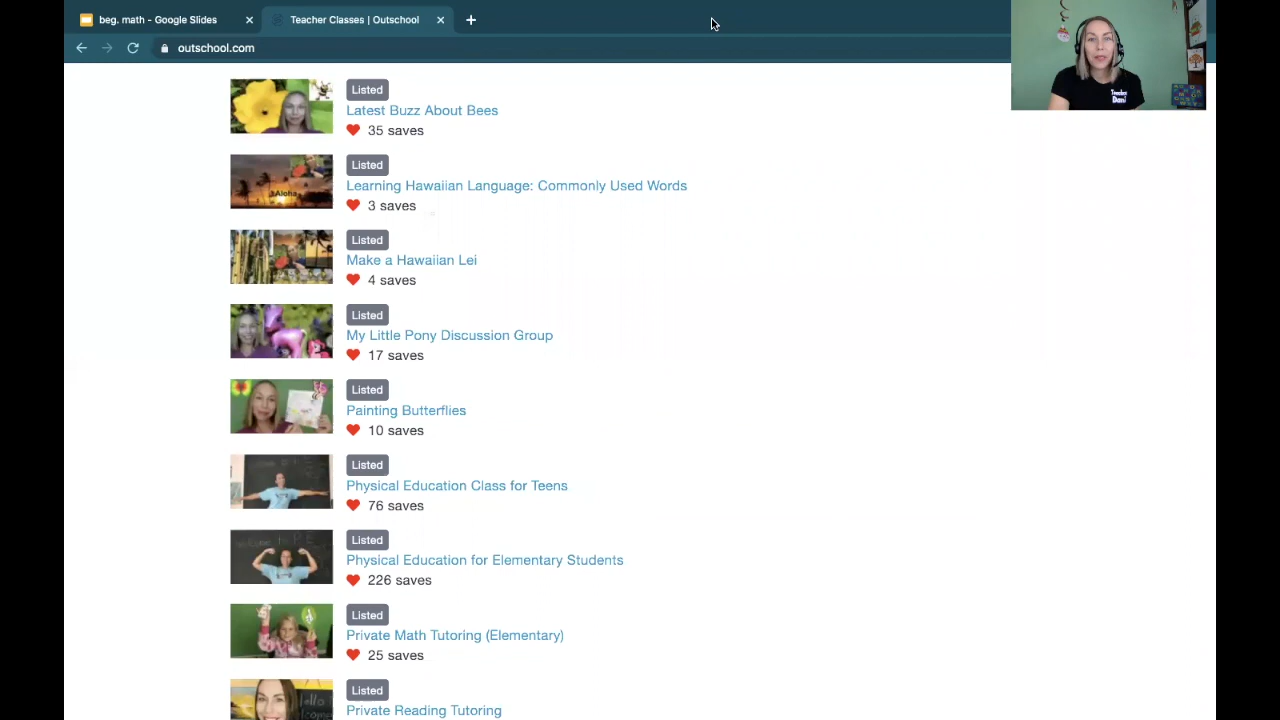 beg. math - Google Slides
Teacher Classes | Outschool
outschool.com
Teacher
Dani
Listed
Latest Buzz About Bees
35 saves
Listed
Aloha
Learning Hawaiian Language: Commonly Used Words
3 saves
Listed
Make a Hawaiian Lei
4 saves
Listed
My Little Pony Discussion Group
17 saves
Listed
Painting Butterflies
10 saves
Listed
Physical Education Class for Teens
76 saves
Listed
Physical Education for Elementary Students
226 saves
Listed
Private Math Tutoring (Elementary)
25 saves
Listed
Private Reading Tutoring